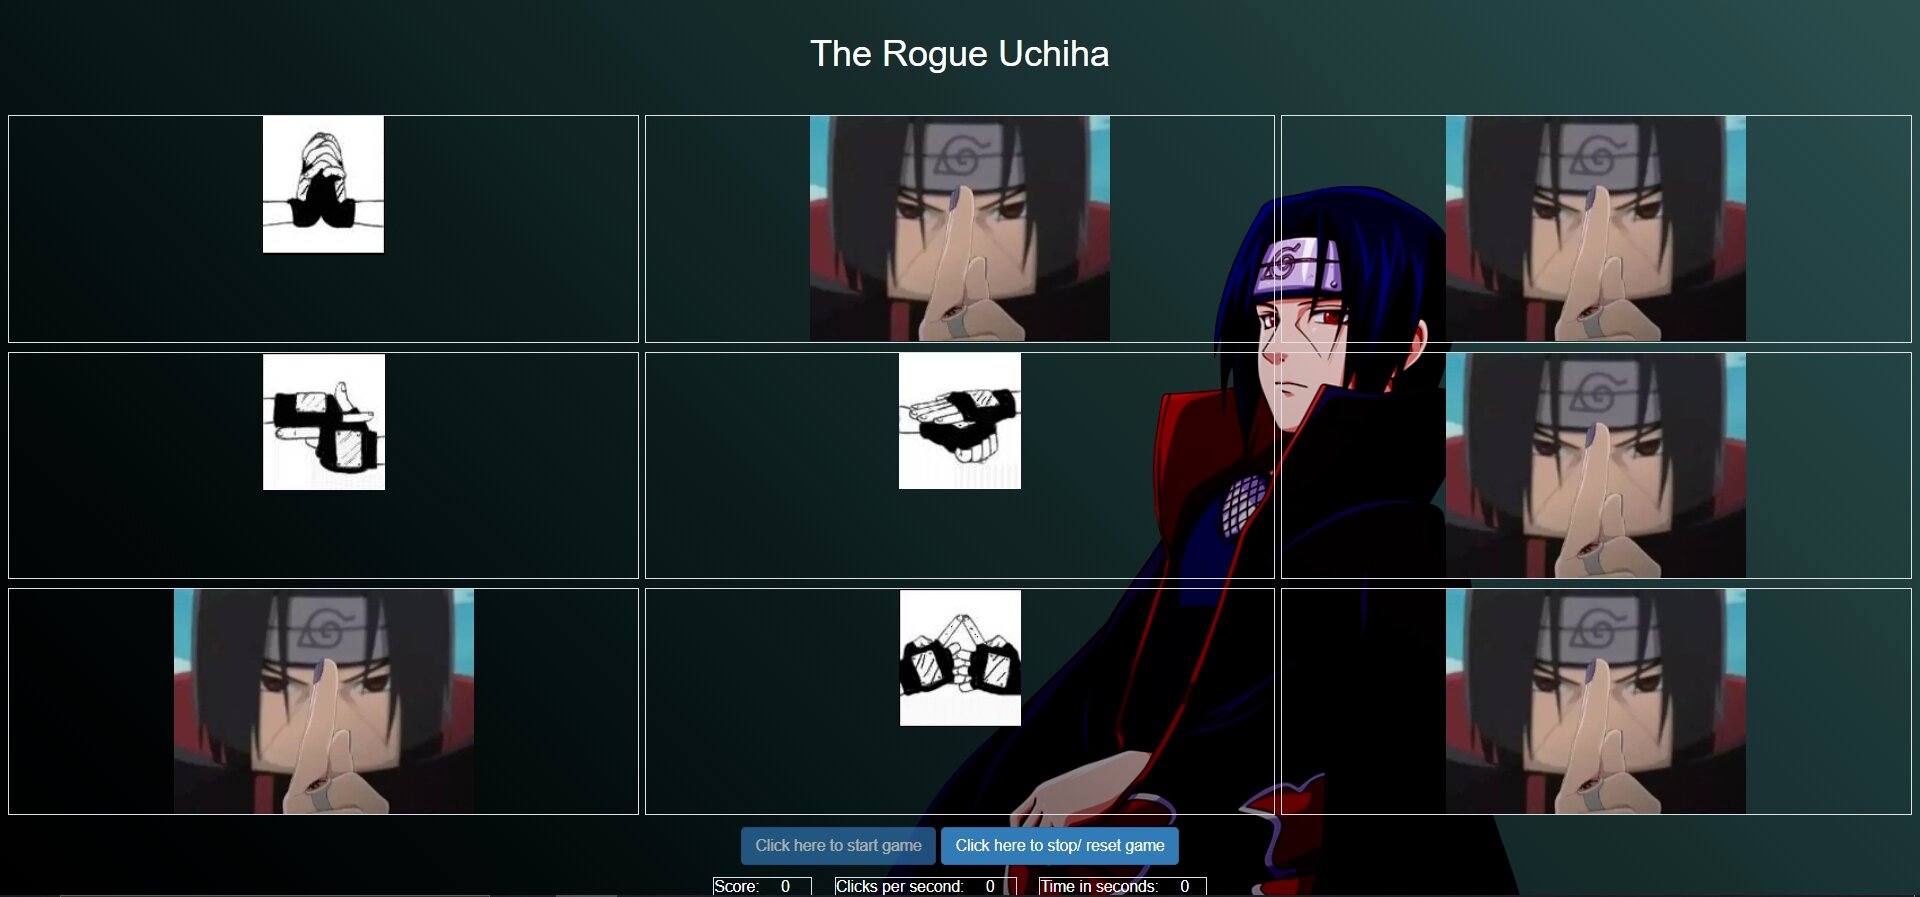 The Rogue Uchiha
Click here to start game Click here to stop/ reset game
Score: 0 Clicks per second: 0 Time in seconds: 0